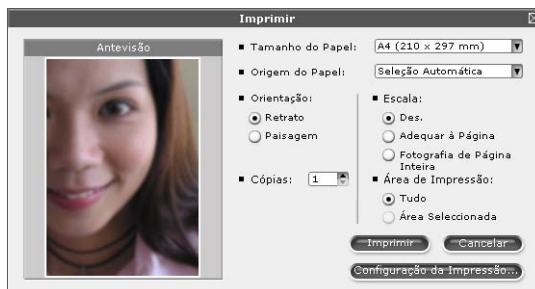 Imprimir
Antevisão
Tamanho do Papel:
A4 (210 x 297 mm)
Origem do Papel:
Seleção Automática
Orientação:
Retrato
Paisagem
Cópias:
1
Escala:
Des.
Adequar à Página
Fotografia de Página
Inteira
Área de Impressão:
Tudo
Área Seleccionada
Imprimir
Cancelar
Configuração da Impressão...